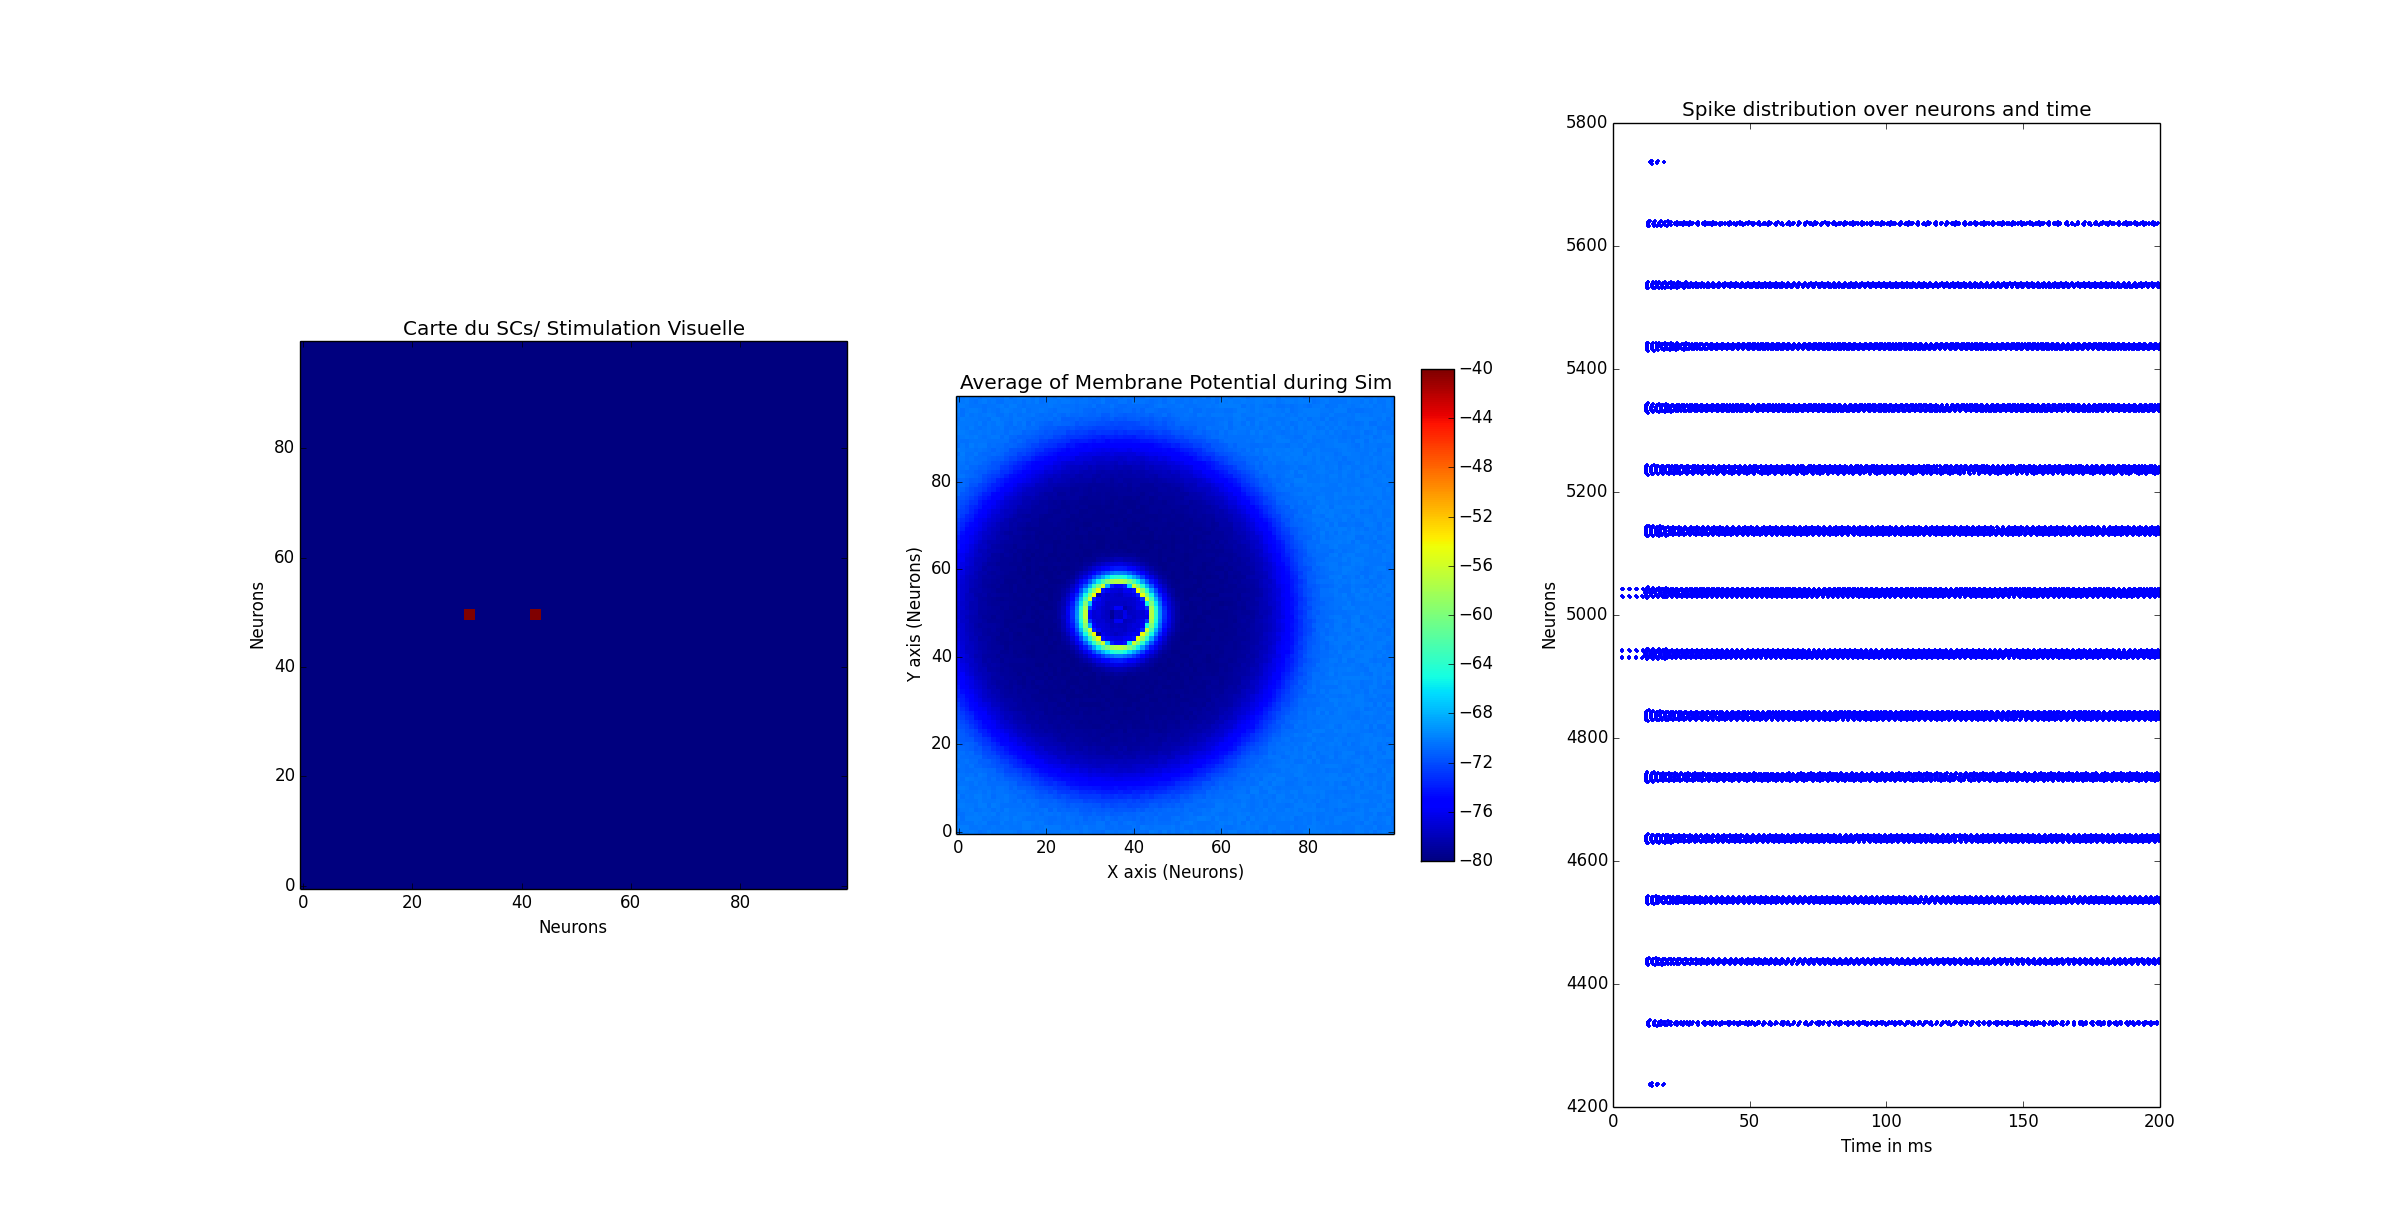 Carte du SCs/ Stimulation Visuelle
80
60
40
20
0
Neurons
0 20 40 60 80
Neurons
Average of Membrane Potential during Sim
80
60
40
20
0
Y axis (Neurons)
0 20 40 60 80
X axis (Neurons)
−40
−44
−48
−52
−56
−60
−64
−68
−72
−76
−80
Spike distribution over neurons and time
5800
5600
5400
5200
5000
4800
4600
4400
4200
Neurons
0 50 100 150 200
Time in ms